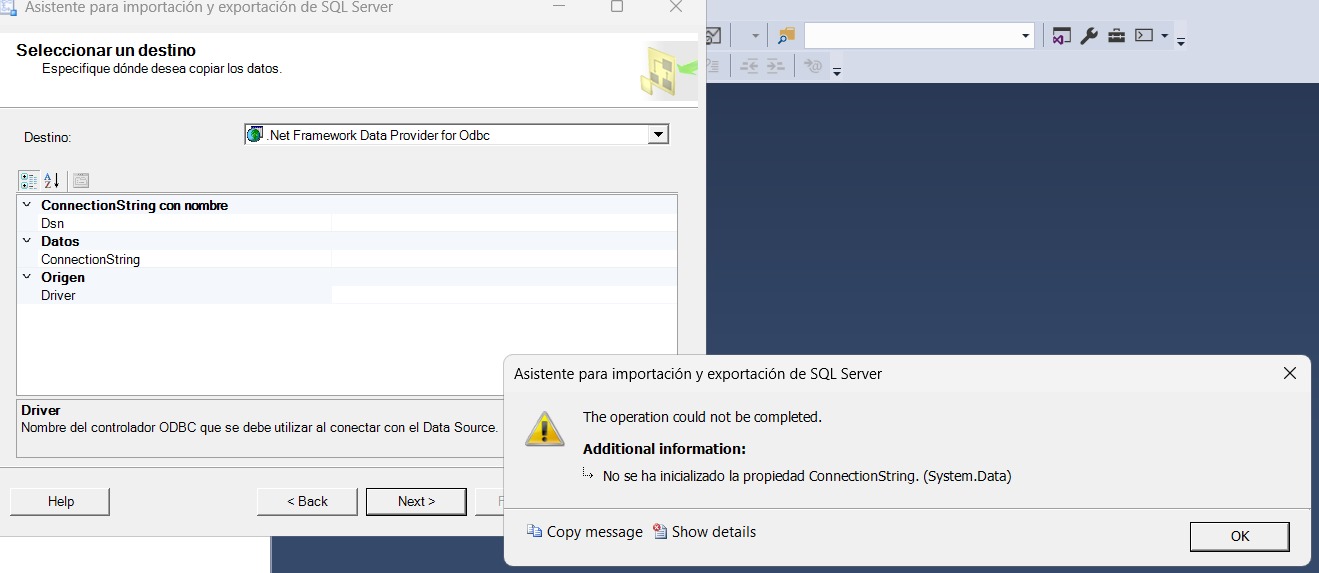 Asistente para importación y exportación de SQL Server
Seleccionar un destino
Especifique dónde desea copiar los datos.
Destino:
.Net Framework Data Provider for Odbc
ConnectionString con nombre
Dsn
Datos
ConnectionString
Origen
Driver
Driver
Nombre del controlador ODBC que se debe utilizar al conectar con el Data Source.
Help
< Back
Next >
Asistente para importación y exportación de SQL Server
The operation could not be completed.
Additional information:
No se ha inicializado la propiedad ConnectionString. (System.Data)
Copy message
Show details
OK